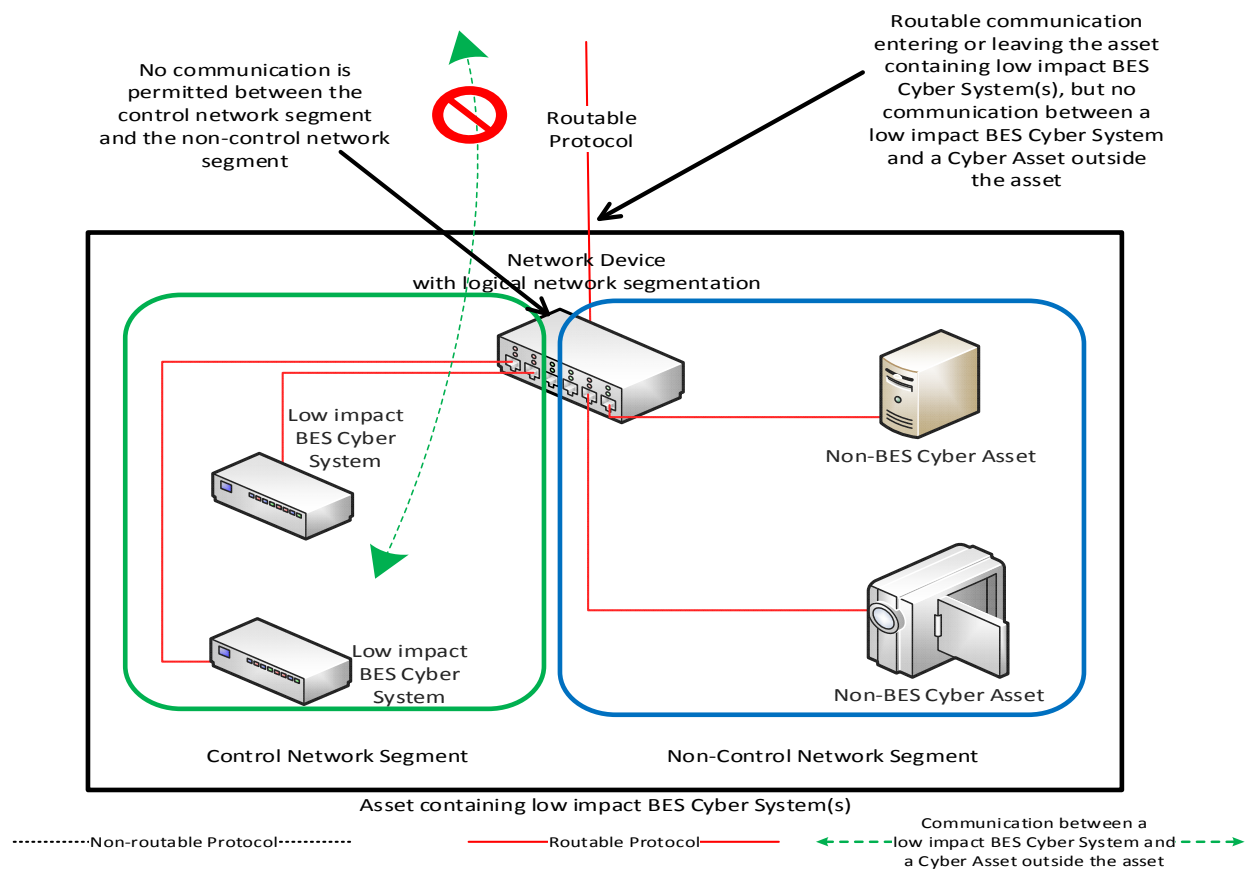 No communication is
permitted between the
control network segment
and the non-control network
segment
Routable
Protocol
Routable communication
entering or leaving the asset
containing low impact BES
Cyber System(s), but no
communication between a
low impact BES Cyber System
and a Cyber Asset outside
the asset
Network Device
with logical network segmentation
Low impact
BES Cyber
System
Low impact
BES Cyber
System
Non-BES Cyber Asset
Non-BES Cyber Asset
Control Network Segment
Non-Control Network Segment
Asset containing low impact BES Cyber System(s)
Non-routable Protocol
Routable Protocol
Communication between a
low impact BES Cyber System and
a Cyber Asset outside the asset